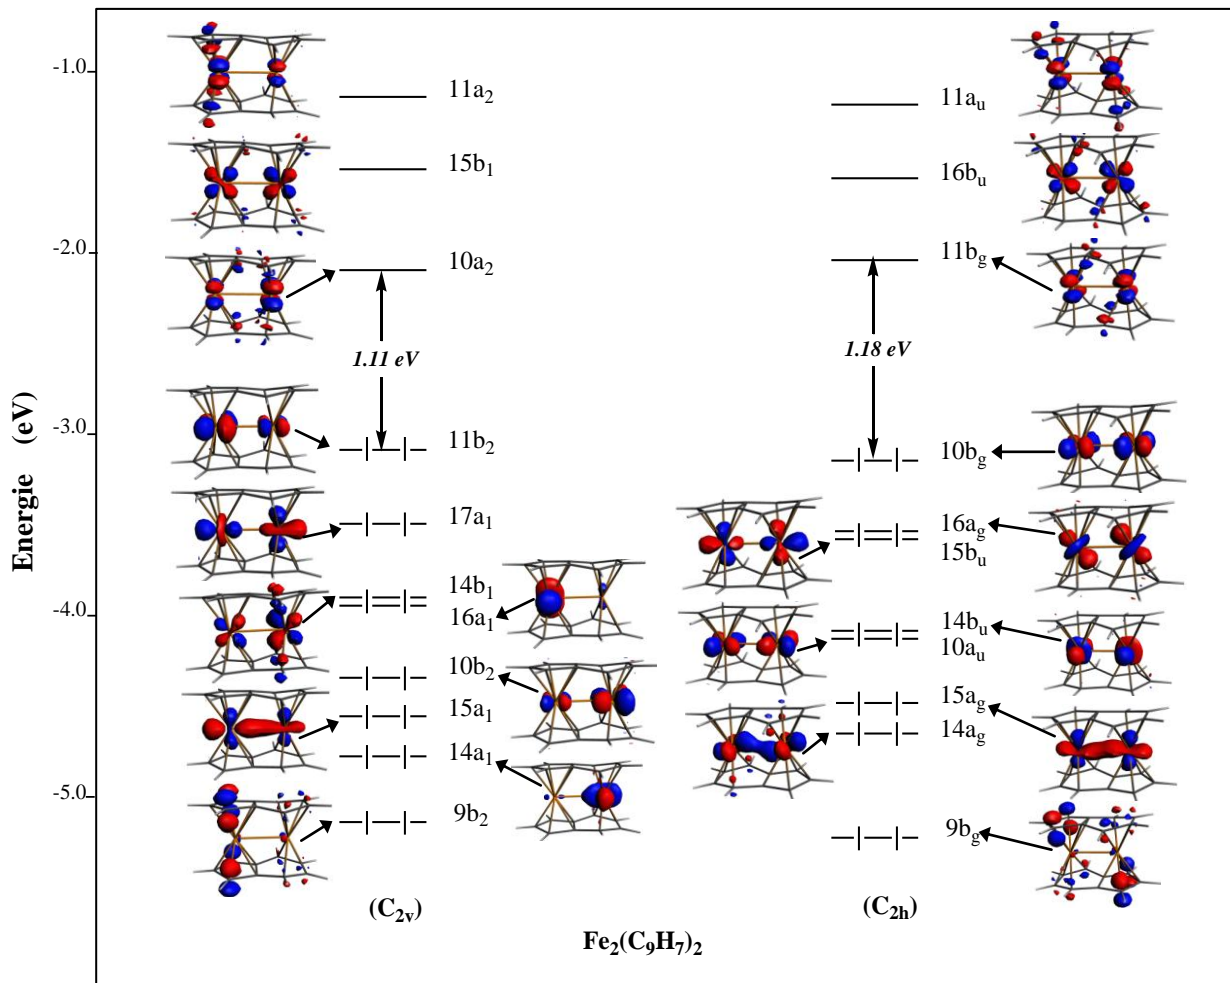 -1.0
11a2
11au
15b1
16bu
-2.0
10a2
11bg
1.11 eV
1.18 eV
Energie (eV)
-3.0
11b2
10bg
17a1
16ag
15bu
14b1
16a1
-4.0
14bu
10au
10b2
15a1
15ag
14a1
14ag
-5.0
9b2
9bg
(C2v)
(C2h)
Fe2(C9H7)2